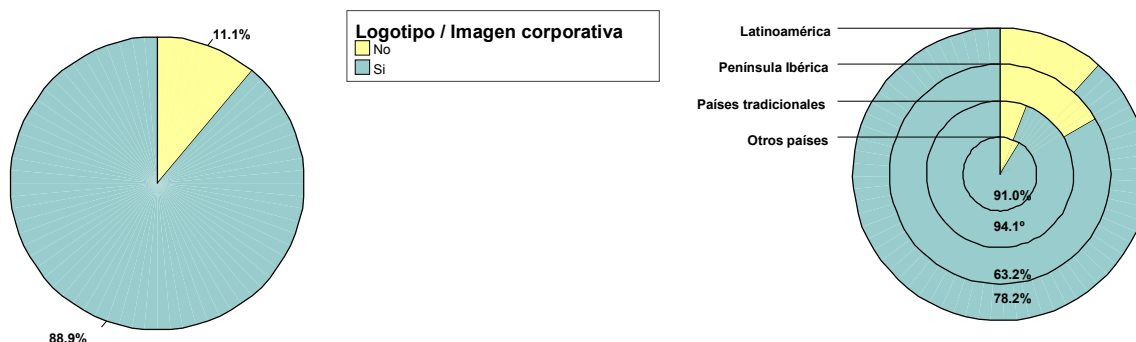 11.1%
88.9%
Logotipo / Imagen corporativa
No
Si
Latinoamérica
Península Ibérica
Países tradicionales
Otros países
91.0%
94.1º
63.2%
78.2%